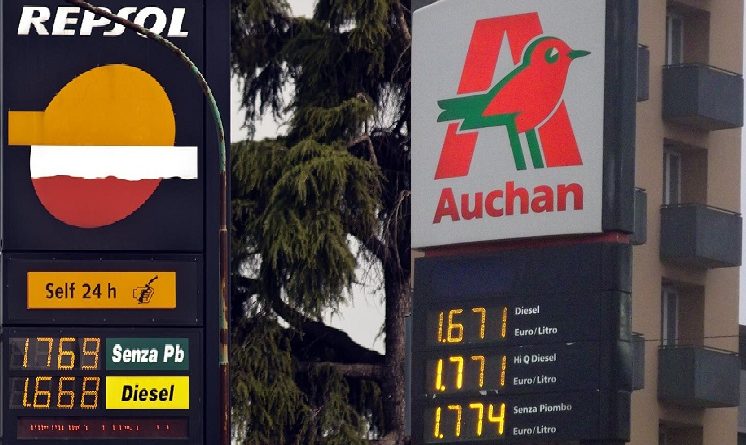 REPSOL
Self 24 h
1.769 Senza Pb
1.668 Diesel
Auchan
1.671 Diesel
Euro/Litro
1.771 Hi Q Diesel
Euro/Litro
1.774 Senza Piombo
Euro/Litro